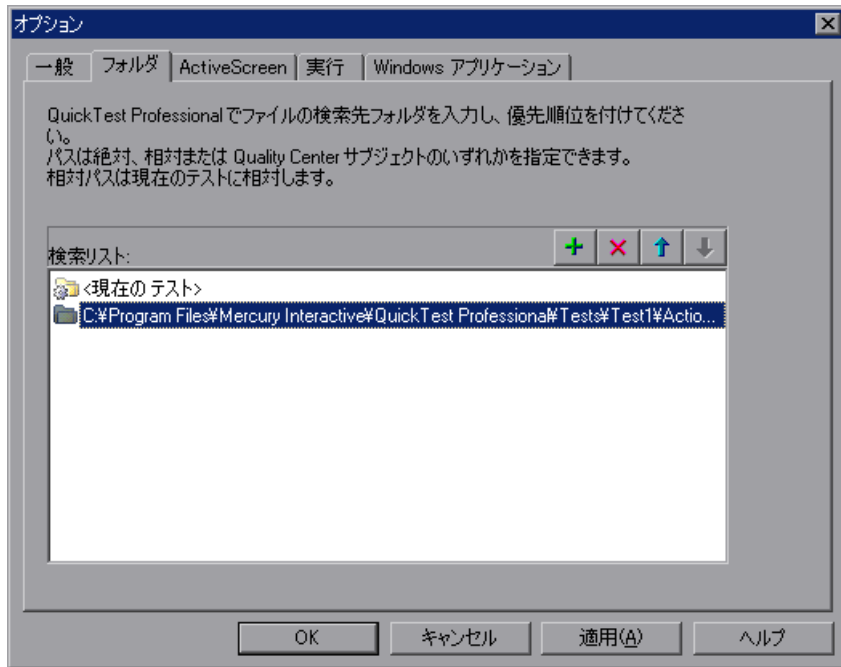 オプション
一般 フォルダ ActiveScreen 実行 Windows アプリケーション
QuickTest Professionalでファイルの検索先フォルダを入力し、優先順位を付けてくださ
い。
パスは絶対、相対または Quality Center サブジェクトのいずれかを指定できます。
相対パスは現在のテストに相対します。
検索リスト:
<現在の テスト>
C:¥Program Files¥Mercury Interactive¥QuickTest Professional¥Tests¥Test1¥Actio...
OK キャンセル 適用(A) ヘルプ